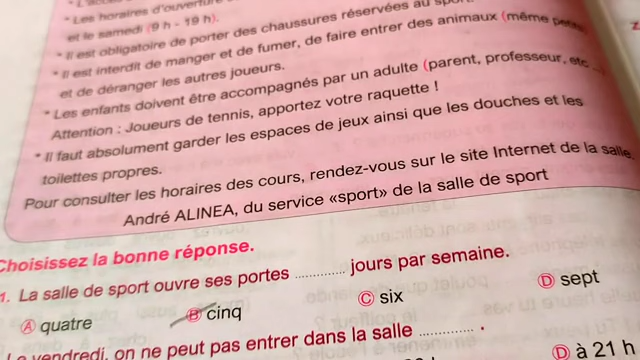 * Les horaires d'ouverture
et le samedi (9 h - 19 h).
* Il est obligatoire de porter des chaussures réservées au
* Il est interdit de manger et de fumer, de faire entrer des animaux (même
et de déranger les autres joueurs.
* Les enfants doivent être accompagnés par un adulte (parent, professeur, etc ...
Attention : Joueurs de tennis, apportez votre raquette !
* Il faut absolument garder les espaces de jeux ainsi que les douches et les
toilettes propres.
Pour consulter les horaires des cours, rendez-vous sur le site Internet de la salle.
André ALINEA, du service «sport» de la salle de sport
Choisissez la bonne réponse.
1. La salle de sport ouvre ses portes ............. jours par semaine.
A quatre
B cinq
C six
D sept
vendredi, on ne peut pas entrer dans la salle ............. .
D à 21 h